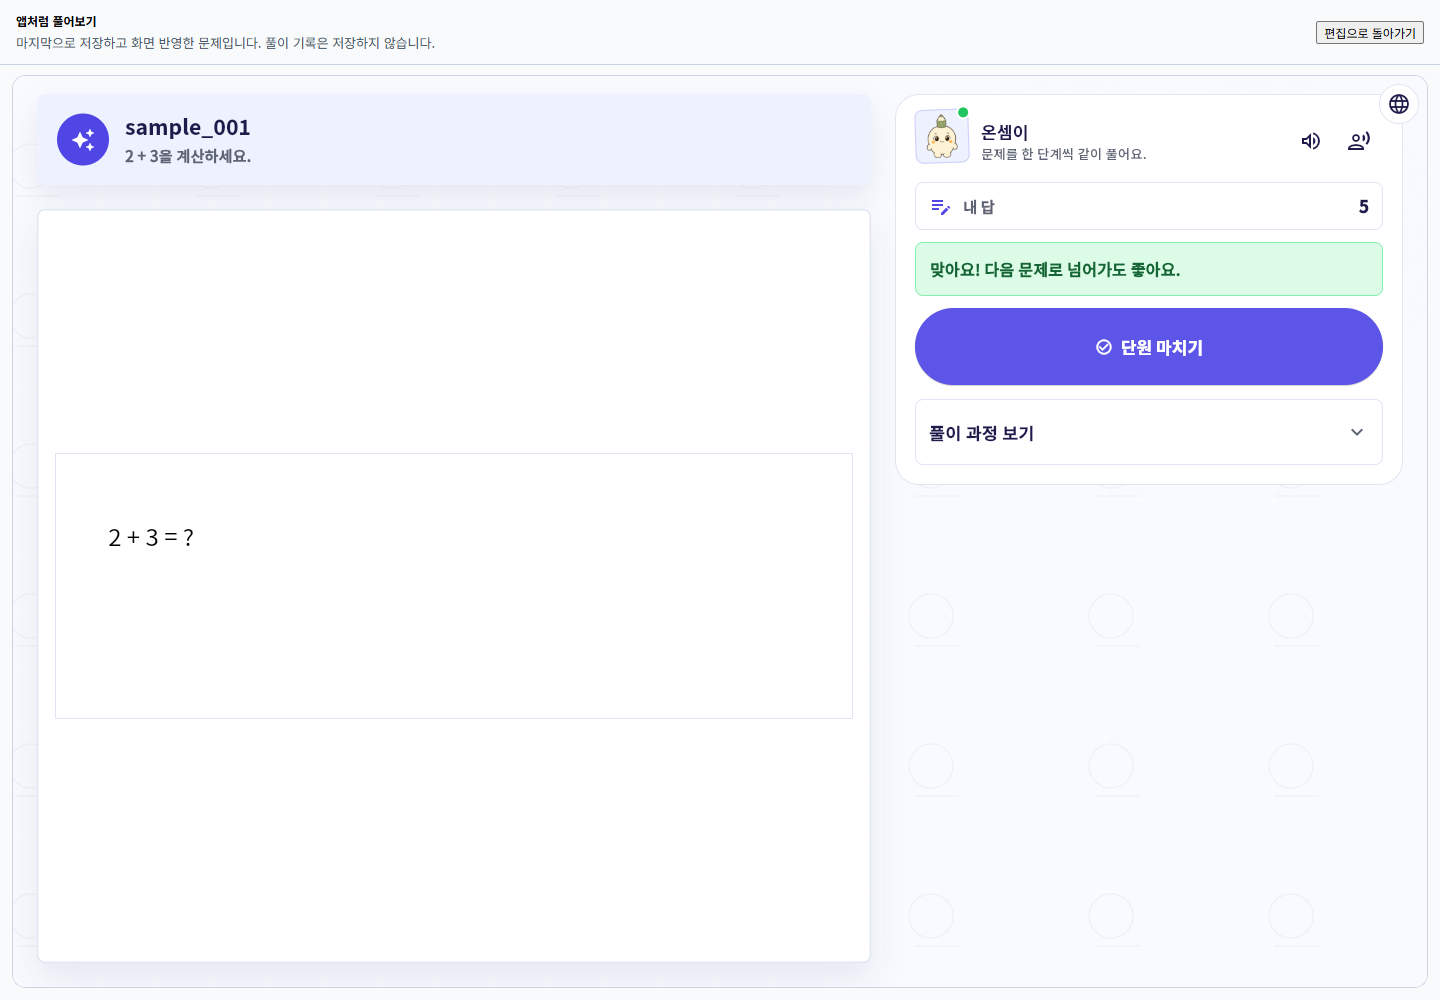 앱처럼 풀어보기
마지막으로 저장하고 화면 반영한 문제입니다. 풀이 기록은 저장하지 않습니다.
편집으로 돌아가기
sample_001
2 + 3을 계산하세요.
2 + 3 = ?
온셈이
문제를 한 단계씩 같이 풀어요.
내 답
5
맞아요! 다음 문제로 넘어가도 좋아요.
단원 마치기
풀이 과정 보기